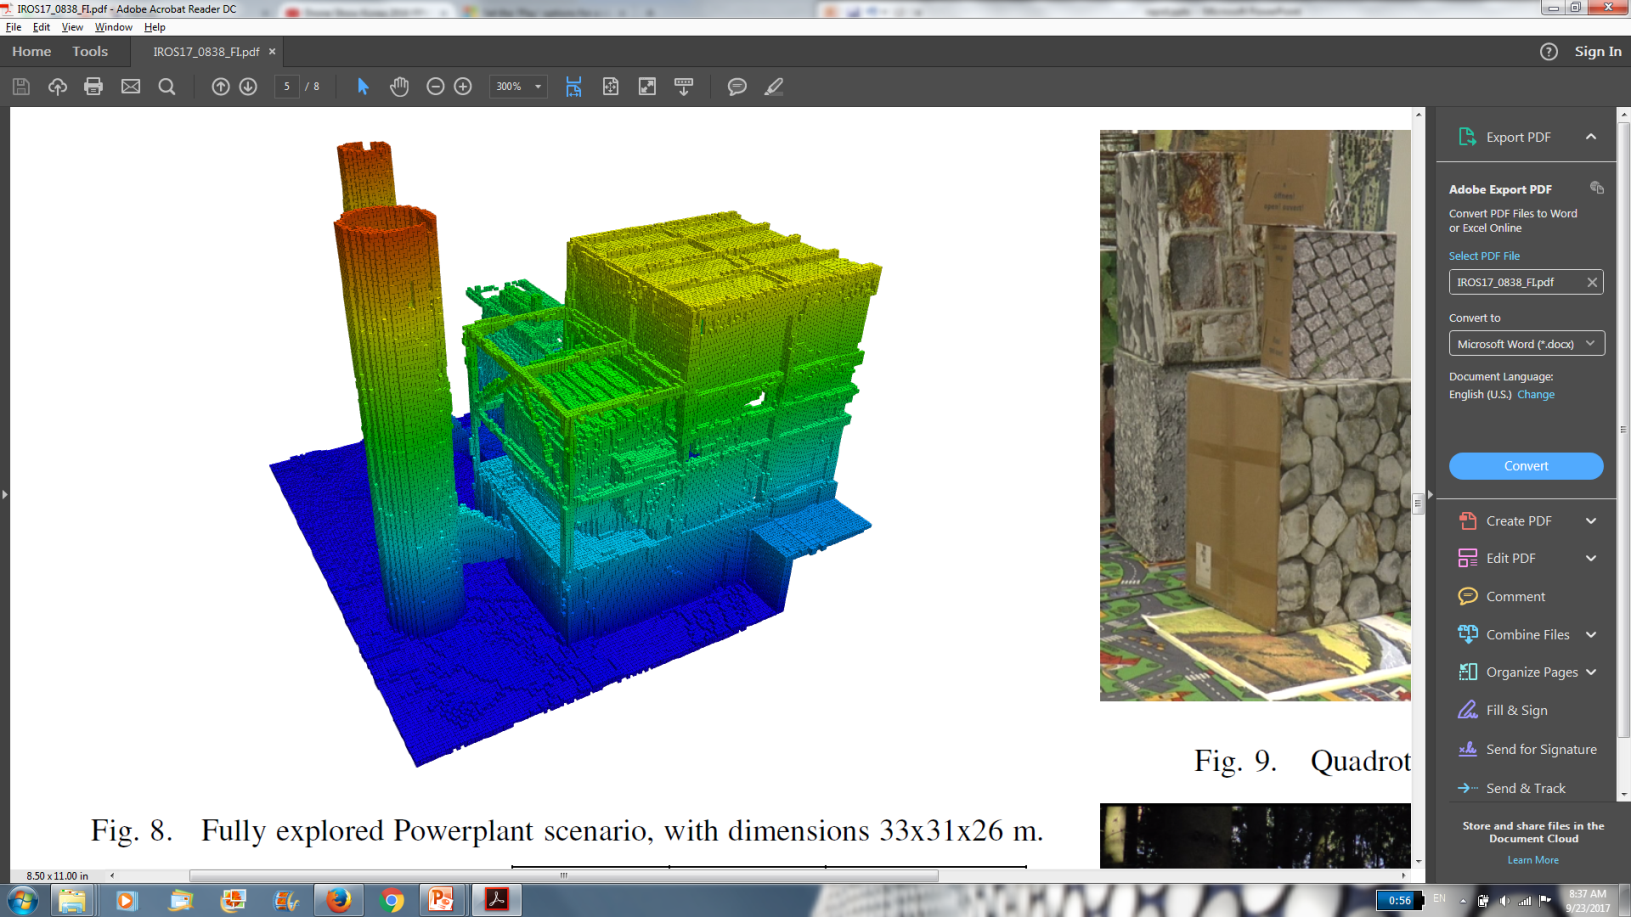 IROS17_0838_FI.pdf - Adobe Acrobat Reader DC
File Edit View Window Help
Home Tools IROS17_0838_FI.pdf × Sign In
5 / 8 300%
Export PDF
Adobe Export PDF
Convert PDF Files to Word
or Excel Online
Select PDF File
IROS17_0838_FI.pdf
Convert to
Microsoft Word (*.docx)
Document Language:
English (U.S.) Change
Convert
Create PDF
Edit PDF
Comment
Combine Files
Organize Pages
Fill & Sign
Send for Signature
Send & Track
Store and share files in the
Document Cloud
Learn More
Fig. 9. Quadrot
Fig. 8. Fully explored Powerplant scenario, with dimensions 33x31x26 m.
8.50 x 11.00 in
0:56 EN 8:37 AM
9/23/2017